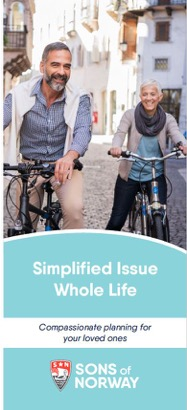 Simplified Issue
Whole Life
Compassionate planning for
your loved ones
S N
SONS of
NORWAY